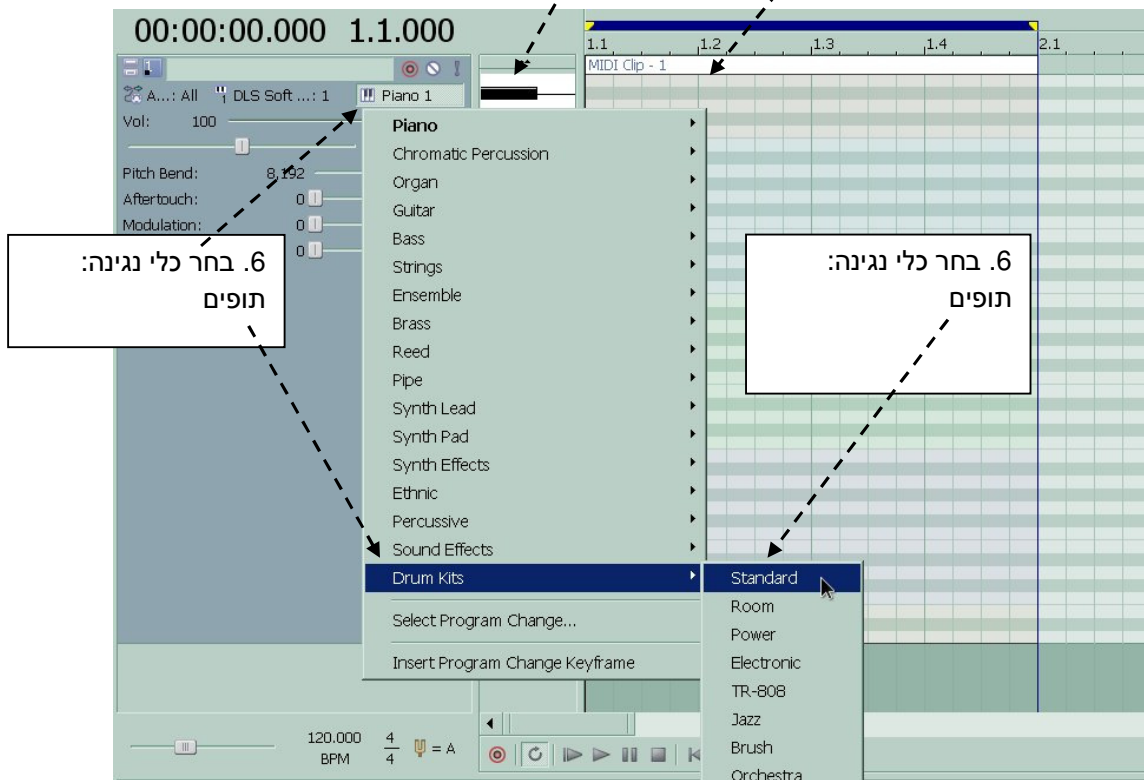 00:00:00.000 1.1.000
1.1 1.2 1.3 1.4 2.1
MIDI Clip - 1
1
A...: All DLS Soft ...: 1 Piano 1
Vol: 100
Pitch Bend: 8,192
Aftertouch: 0
Modulation: 0
0
6. בחר כלי נגינה:
תופים
6. בחר כלי נגינה:
תופים
Piano
Chromatic Percussion
Organ
Guitar
Bass
Strings
Ensemble
Brass
Reed
Pipe
Synth Lead
Synth Pad
Synth Effects
Ethnic
Percussive
Sound Effects
Drum Kits
Select Program Change...
Insert Program Change Keyframe
Standard
Room
Power
Electronic
TR-808
Jazz
Brush
Orchestra
120.000 4 = A
BPM 4